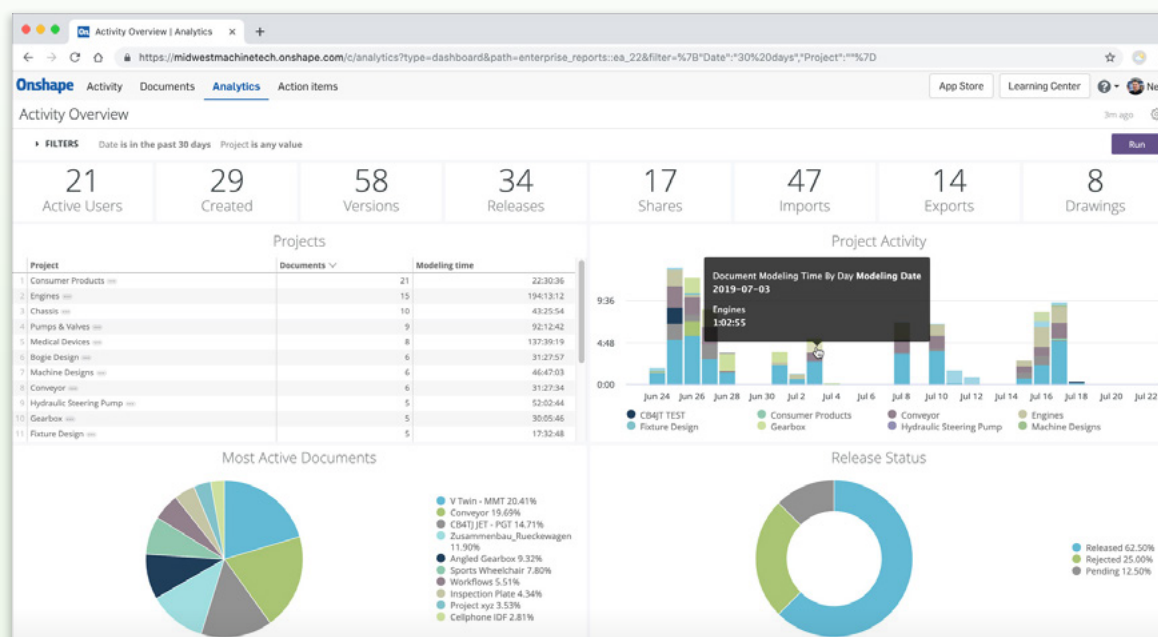 Activity Overview | Analytics
https://midwestmachinetech.onshape.com/c/analytics?type=dashboard&path=enterprise_reports::ea_22&filter=%7B"Date":"30%20days","Project":""%7D
Onshape Activity Documents Analytics Action items App Store Learning Center Ne
Activity Overview 3m ago
FILTERS Date is in the past 30 days Project is any value Run
21 29 58 34 17 47 14 8
Active Users Created Versions Releases Shares Imports Exports Drawings
Projects
Project Documents Modeling time
1 Consumer Products 21 22:30:36
2 Engines 15 194:13:12
3 Chassis 10 43:25:54
4 Pumps & Valves 9 92:12:42
5 Medical Devices 8 137:39:19
6 Bogie Design 6 31:27:57
7 Machine Designs 6 46:47:03
8 Conveyor 6 31:27:34
9 Hydraulic Steering Pump 5 52:02:44
10 Gearbox 5 30:05:46
11 Fixture Design 5 17:32:48
Project Activity
Document Modeling Time By Day Modeling Date
2019-07-03
Engines
1:02:55
9:36
4:48
0:00
Jun 24 Jun 26 Jun 28 Jun 30 Jul 2 Jul 4 Jul 6 Jul 8 Jul 10 Jul 12 Jul 14 Jul 16 Jul 18 Jul 20 Jul 22
CB4JT TEST Consumer Products Conveyor Engines
Fixture Design Gearbox Hydraulic Steering Pump Machine Designs
Most Active Documents
V Twin - MMT 20.41%
Conveyor 19.69%
CB4TJ JET - PGT 14.71%
Zusammenbau_Rueckewagen
11.90%
Angled Gearbox 9.32%
Sports Wheelchair 7.80%
Workflows 5.51%
Inspection Plate 4.34%
Project xyz 3.53%
Cellphone IDF 2.81%
Release Status
Released 62.50%
Rejected 25.00%
Pending 12.50%